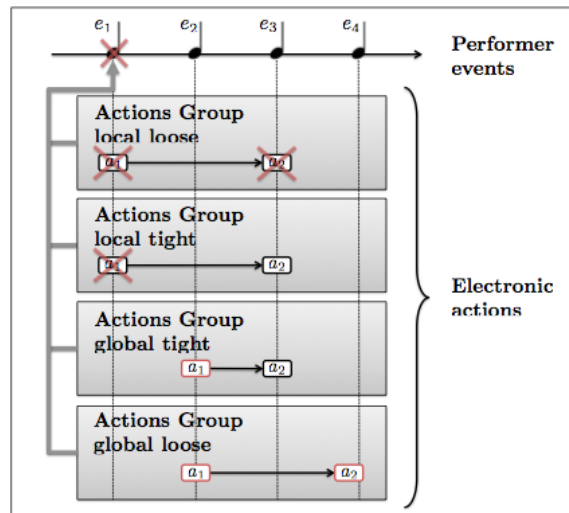 e₁ e₂ e₃ e₄
Performer
events
Actions Group
local loose
a₁ a₂
Actions Group
local tight
a₁ a₂
Electronic
actions
Actions Group
global tight
a₁ a₂
Actions Group
global loose
a₁ a₂